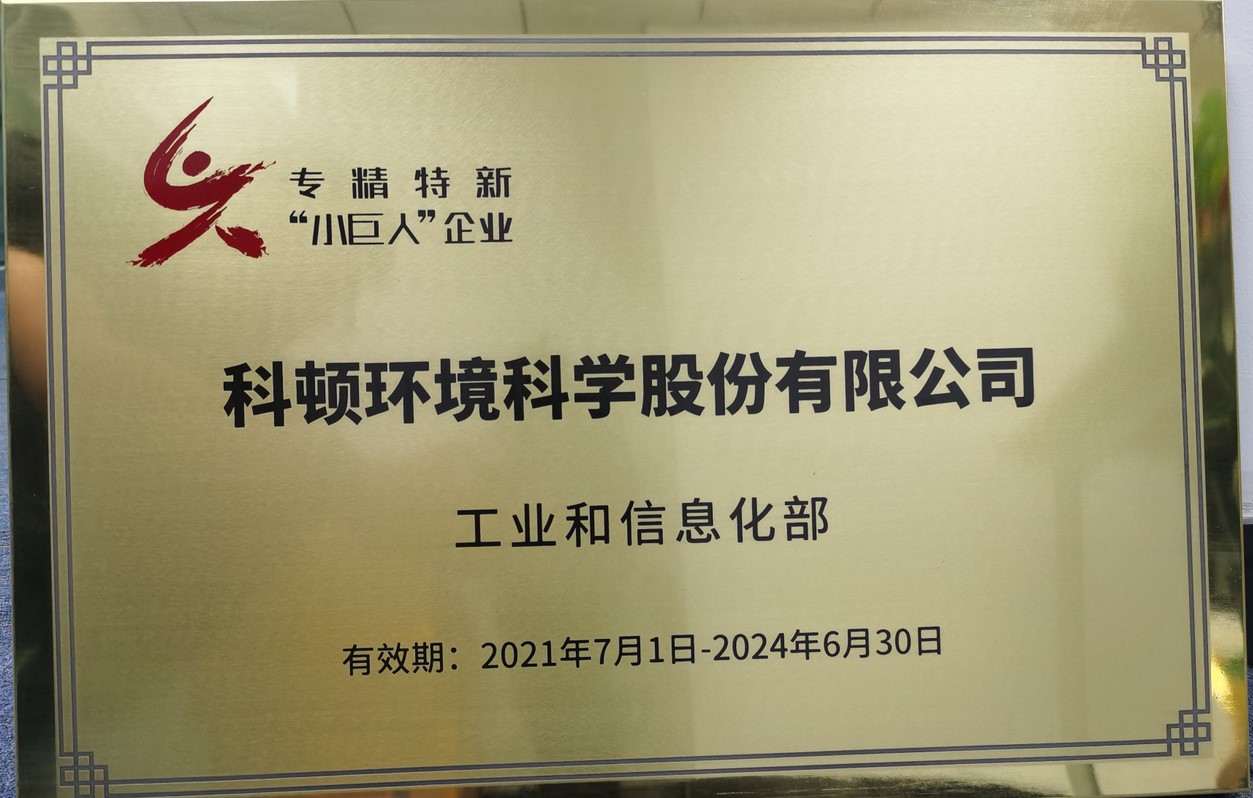 专精特新
“小巨人”企业
科顿环境科学股份有限公司
工业和信息化部
有效期：2021年7月1日-2024年6月30日